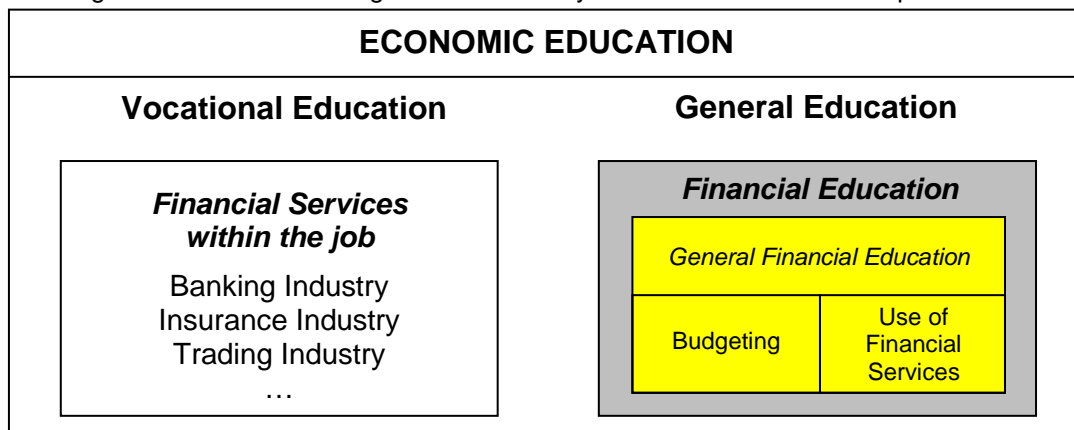 ECONOMIC EDUCATION
Vocational Education
General Education
Financial Services
within the job
Banking Industry
Insurance Industry
Trading Industry
…
Financial Education
General Financial Education
Budgeting
Use of
Financial
Services